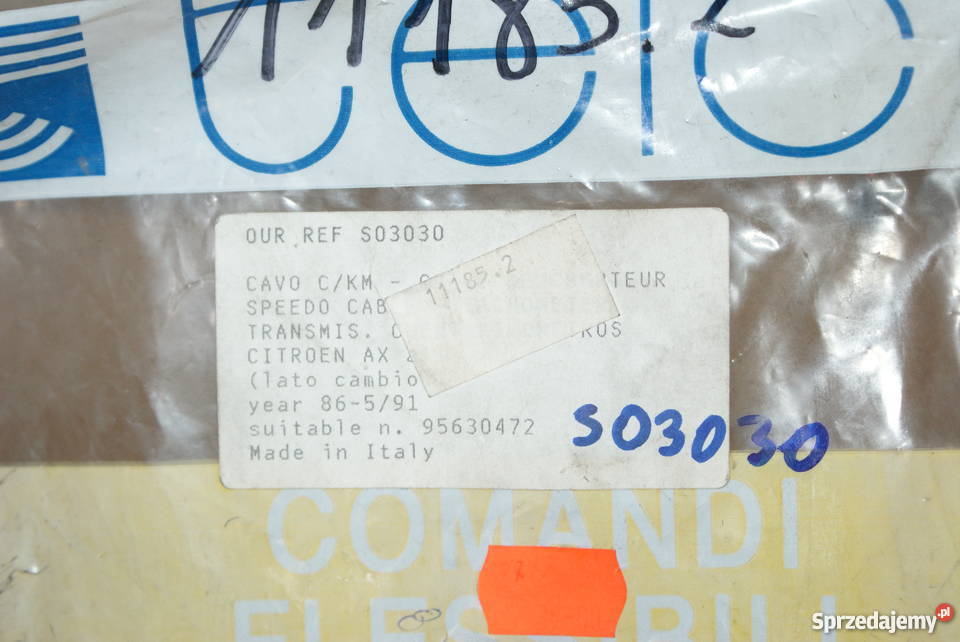 11185.2
OUR REF S03030
11185.2
CAVO C/KM -
SPEEDO CAB
TRANSMIS.
CITROEN AX
(lato cambio
year 86-5/91
suitable n. 95630472
Made in Italy
S03030
COMANDI
Sprzedajemy.pl